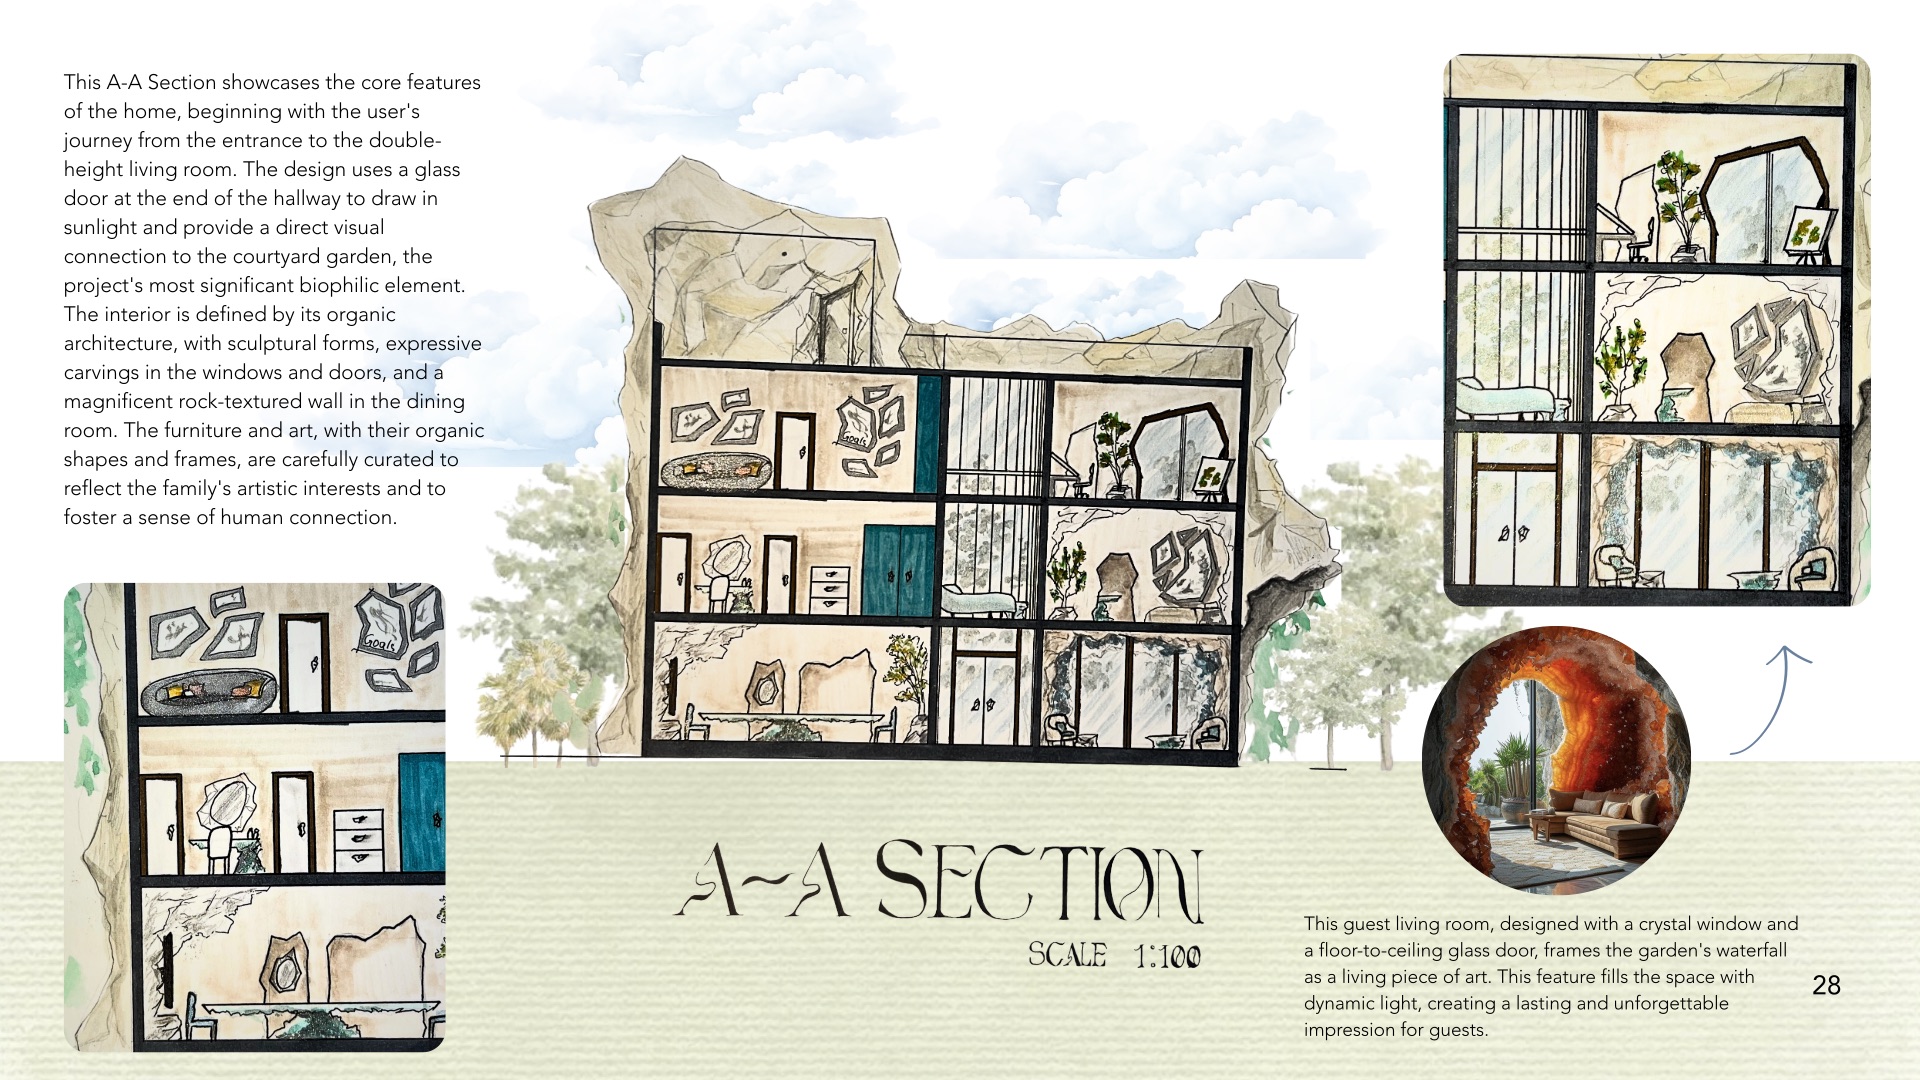 This A-A Section showcases the core features
of the home, beginning with the user's
journey from the entrance to the double-
height living room. The design uses a glass
door at the end of the hallway to draw in
sunlight and provide a direct visual
connection to the courtyard garden, the
project's most significant biophilic element.
The interior is defined by its organic
architecture, with sculptural forms, expressive
carvings in the windows and doors, and a
magnificent rock-textured wall in the dining
room. The furniture and art, with their organic
shapes and frames, are carefully curated to
reflect the family's artistic interests and to
foster a sense of human connection.
Goals
Goals
A~A SECTION
SCALE 1:100
This guest living room, designed with a crystal window and
a floor-to-ceiling glass door, frames the garden's waterfall
as a living piece of art. This feature fills the space with
dynamic light, creating a lasting and unforgettable
impression for guests.
28